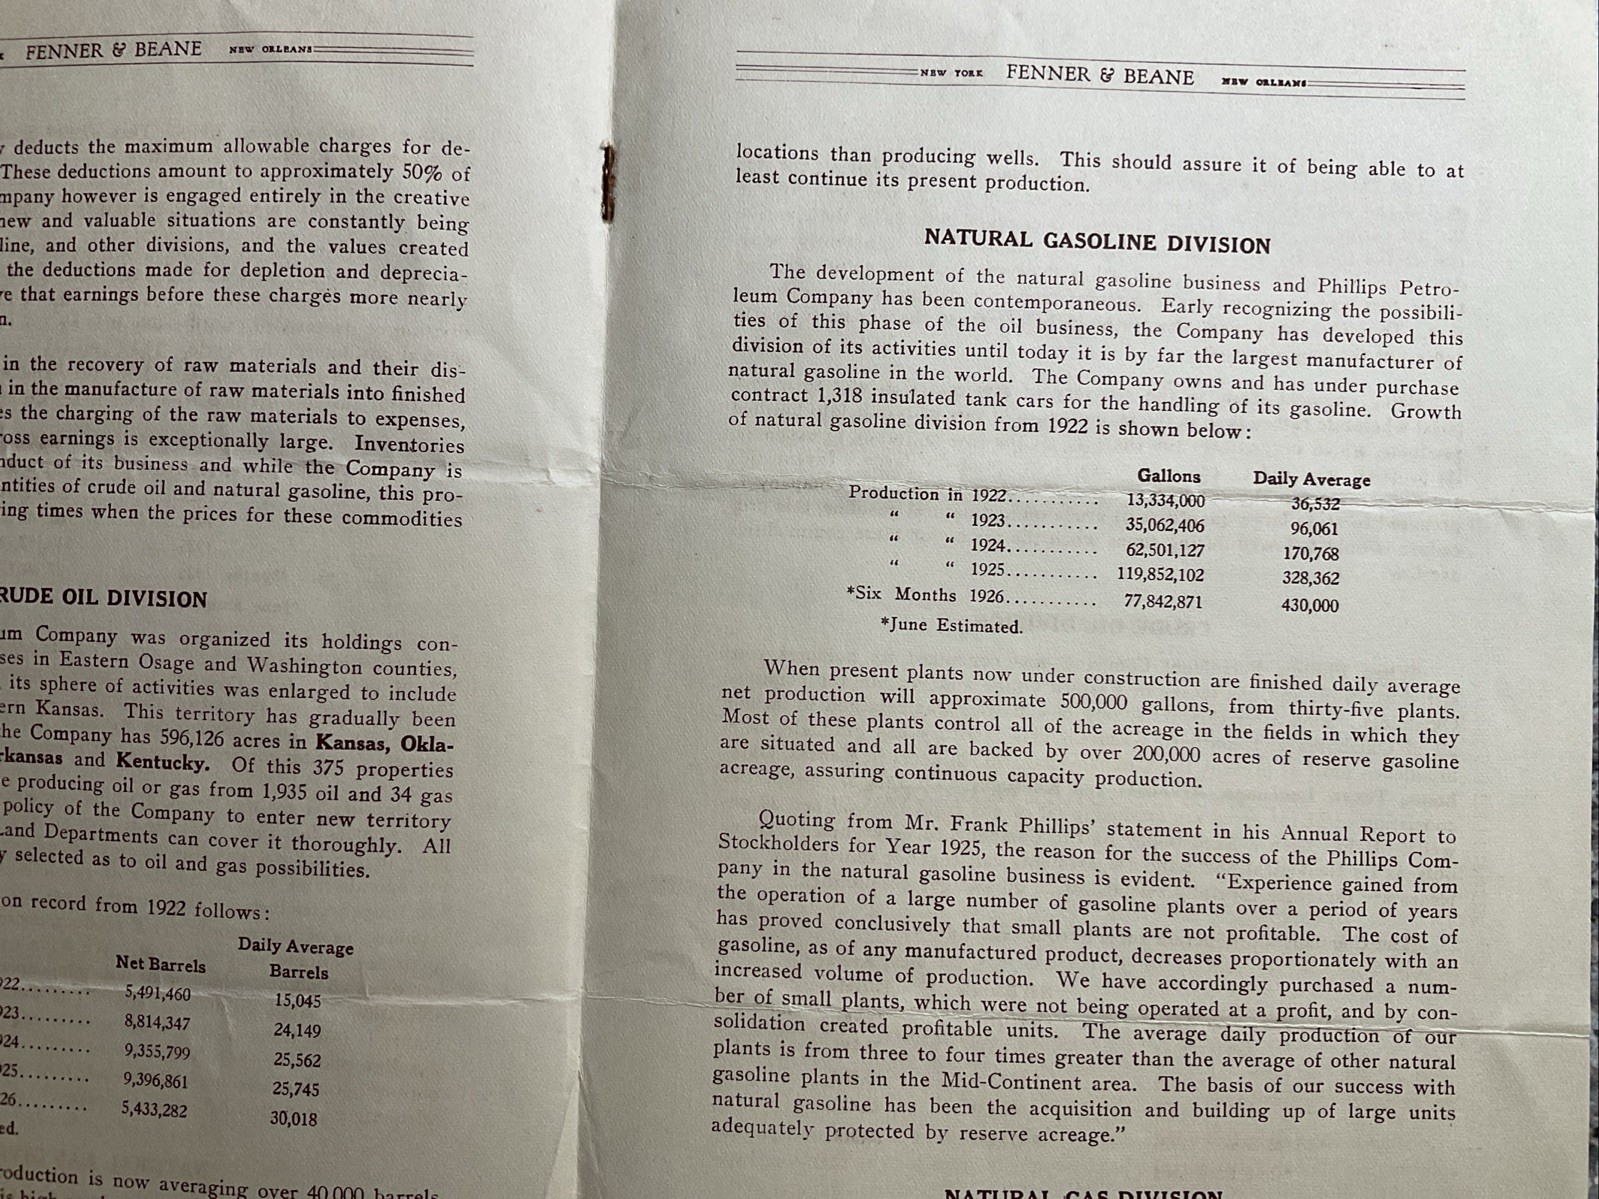 FENNER & BEANE NEW ORLEANS
deducts the maximum allowable charges for de-
These deductions amount to approximately 50% of
mpany however is engaged entirely in the creative
new and valuable situations are constantly being
line, and other divisions, and the values created
the deductions made for depletion and deprecia-
e that earnings before these charges more nearly
n.
in the recovery of raw materials and their dis-
in the manufacture of raw materials into finished
es the charging of the raw materials to expenses,
ross earnings is exceptionally large. Inventories
nduct of its business and while the Company is
ntities of crude oil and natural gasoline, this pro-
ing times when the prices for these commodities
RUDE OIL DIVISION
um Company was organized its holdings con-
ses in Eastern Osage and Washington counties,
its sphere of activities was enlarged to include
ern Kansas. This territory has gradually been
he Company has 596,126 acres in Kansas, Okla-
rkansas and Kentucky. Of this 375 properties
e producing oil or gas from 1,935 oil and 34 gas
policy of the Company to enter new territory
Land Departments can cover it thoroughly. All
y selected as to oil and gas possibilities.
on record from 1922 follows:
Daily Average
Net Barrels Barrels
922......... 5,491,460 15,045
923......... 8,814,347 24,149
924......... 9,355,799 25,562
925......... 9,396,861 25,745
26......... 5,433,282 30,018
ed.
roduction is now averaging over 40,000 barrels
NEW YORK FENNER & BEANE NEW ORLEANS
locations than producing wells. This should assure it of being able to at
least continue its present production.
NATURAL GASOLINE DIVISION
The development of the natural gasoline business and Phillips Petro-
leum Company has been contemporaneous. Early recognizing the possibili-
ties of this phase of the oil business, the Company has developed this
division of its activities until today it is by far the largest manufacturer of
natural gasoline in the world. The Company owns and has under purchase
contract 1,318 insulated tank cars for the handling of its gasoline. Growth
of natural gasoline division from 1922 is shown below:
Gallons Daily Average
Production in 1922........... 13,334,000 36,532
“ “ 1923........... 35,062,406 96,061
“ “ 1924........... 62,501,127 170,768
“ “ 1925........... 119,852,102 328,362
*Six Months 1926........... 77,842,871 430,000
*June Estimated.
When present plants now under construction are finished daily average
net production will approximate 500,000 gallons, from thirty-five plants.
Most of these plants control all of the acreage in the fields in which they
are situated and all are backed by over 200,000 acres of reserve gasoline
acreage, assuring continuous capacity production.
Quoting from Mr. Frank Phillips’ statement in his Annual Report to
Stockholders for Year 1925, the reason for the success of the Phillips Com-
pany in the natural gasoline business is evident. “Experience gained from
the operation of a large number of gasoline plants over a period of years
has proved conclusively that small plants are not profitable. The cost of
gasoline, as of any manufactured product, decreases proportionately with an
increased volume of production. We have accordingly purchased a num-
ber of small plants, which were not being operated at a profit, and by con-
solidation created profitable units. The average daily production of our
plants is from three to four times greater than the average of other natural
gasoline plants in the Mid-Continent area. The basis of our success with
natural gasoline has been the acquisition and building up of large units
adequately protected by reserve acreage.”
NATURAL GAS DIVISION